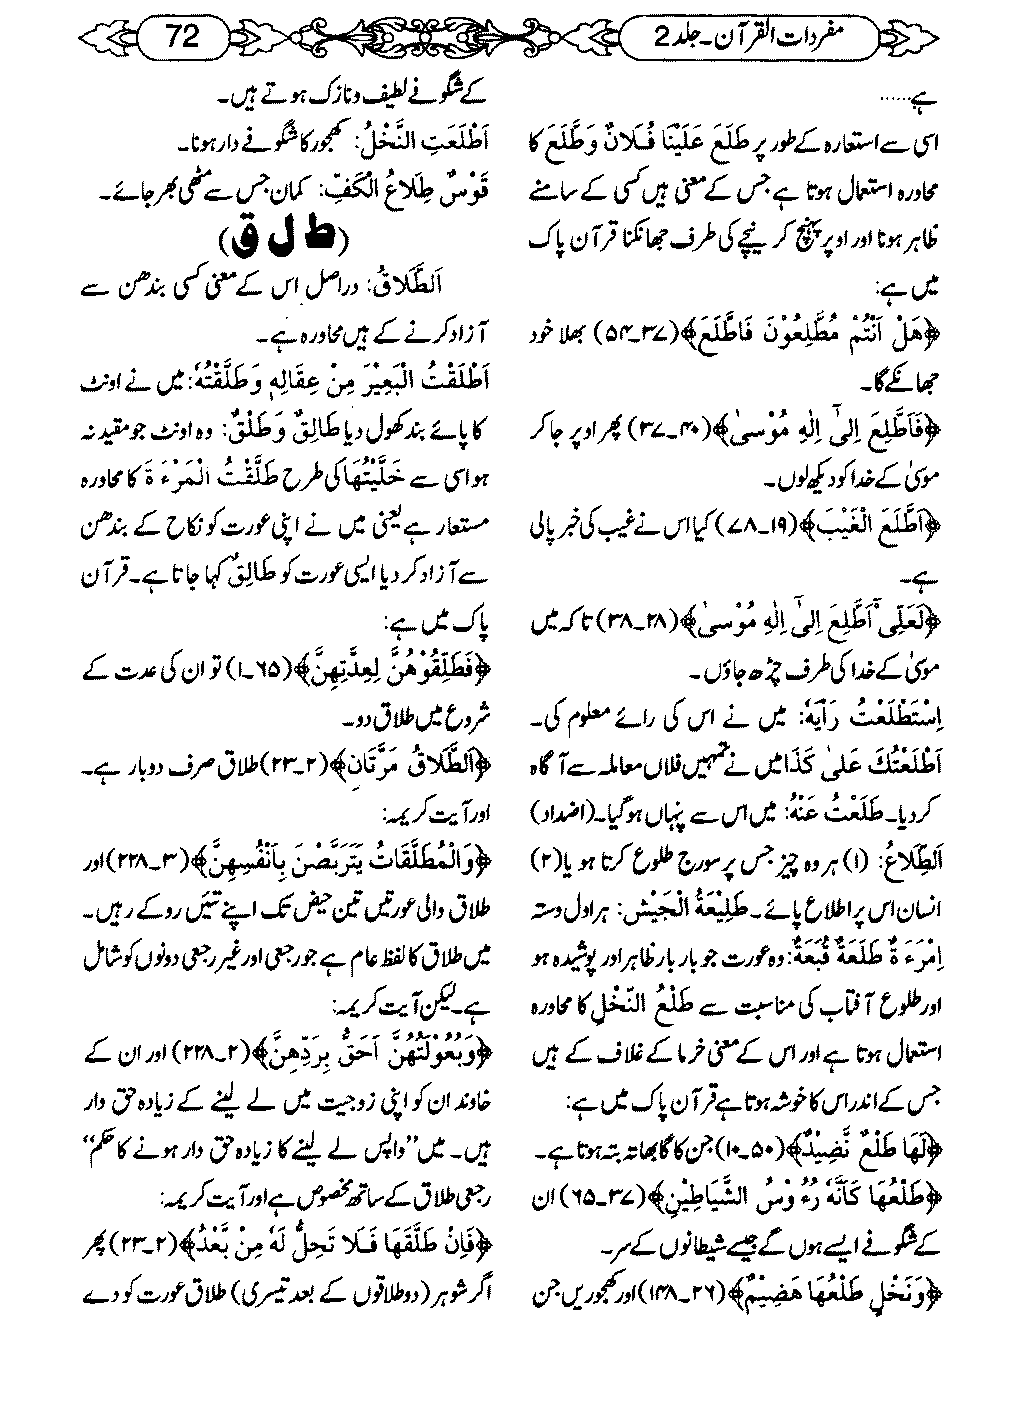 مفردات القرآن۔جلد 2
72
ہے......
اسی سے استعارہ کے طور پر طَلَعَ عَلَيْنَا فُلَانٌ وَطَّلَعَ کا
محاورہ استعمال ہوتا ہے جس کے معنی ہیں کسی کے سامنے
ظاہر ہونا اور اوپر پہنچ کر نیچے کی طرف جھانکنا قرآن پاک
میں ہے:
﴿هَلْ اَنْتُمْ مُطَّلِعُوْنَ فَاطَّلَعَ﴾ (۳۷۔۵۴) بھلا خود
جھانکے گا۔
﴿فَاَطَّلِعَ اِلٰىٓ اِلٰهِ مُوْسىٰ﴾ (۴۰۔۳۷) پھر اوپر جا کر
موسیٰ کے خدا کو دیکھ لوں۔
﴿اَطَّلَعَ الْغَيْبَ﴾ (۱۹۔۷۸) کیا اس نے غیب کی خبر پالی
ہے۔
﴿لَعَلِّىْٓ اَطَّلِعُ اِلٰىٓ اِلٰهِ مُوْسىٰ﴾ (۲۸۔۳۸) تاکہ میں
موسیٰ کے خدا کی طرف چڑھ جاؤں۔
اِسْتَطْلَعْتُ رَاْيَهٗ: میں نے اس کی رائے معلوم کی۔
اَطْلَعْتُكَ عَلىٰ كَذَا میں نے تمہیں فلاں معاملہ سے آگاہ
کر دیا۔ طَلَعْتُ عَنْهُ: میں اس سے پنہاں ہوگیا۔ (اضداد)
اَلطِّلَاعُ: (۱) ہر وہ چیز جس پر سورج طلوع کرتا ہو یا (۲)
انسان اس پر اطلاع پائے۔ طَلِيْعَةُ الْجَيْشِ: ہر اول دستہ
اِمْرَءَةٌ طُلَعَةٌ قُبَعَةٌ: وہ عورت جو بار بار ظاہر اور پوشیدہ ہو
اور طلوع آفتاب کی مناسبت سے طَلْعُ النَّخْلِ کا محاورہ
استعمال ہوتا ہے اور اس کے معنی خرما کے غلاف کے ہیں
جس کے اندر اس کا خوشہ ہوتا ہے قرآن پاک میں ہے:
﴿لَهَا طَلْعٌ نَّضِيْدٌ﴾ (۵۰۔۱۰) جن کا گابھا تہ بتہ ہوتا ہے۔
﴿طَلْعُهَا كَاَنَّهٗ رُءُوْسُ الشَّيَاطِيْنِ﴾ (۳۷۔۶۵) ان
کے شگوفے ایسے ہوں گے جیسے شیطانوں کے سر۔
﴿وَنَخْلٍ طَلْعُهَا هَضِيْمٌ﴾ (۲۶۔۱۴۸) اور کھجوریں جن
کے شگوفے لطیف و نازک ہوتے ہیں۔
اَطْلَعَتِ النَّخْلُ: کھجور کا شگوفے دار ہونا۔
قَوْسٌ طِلَاعُ الْكَفِّ: کمان جس سے مٹھی بھر جائے۔
(ط ل ق)
اَلطَّلَاقُ: دراصل اس کے معنی کسی بندھن سے
آزاد کرنے کے ہیں محاورہ ہے۔
اَطْلَقْتُ الْبَعِيْرَ مِنْ عِقَالِهٖ وَطَلَّقْتُهٗ: میں نے اونٹ
کا پائے بند کھول دیا طَالِقٌ وَطَلْقٌ: وہ اونٹ جو مقید نہ
ہو اسی سے خَلَّيْتُهَا کی طرح طَلَّقْتُ الْمَرْءَةَ کا محاورہ
مستعار ہے یعنی میں نے اپنی عورت کو نکاح کے بندھن
سے آزاد کر دیا ایسی عورت کو طَالِقٌ کہا جاتا ہے۔ قرآن
پاک میں ہے:
﴿فَطَلِّقُوْهُنَّ لِعِدَّتِهِنَّ﴾ (۶۵۔۱) تو ان کی عدت کے
شروع میں طلاق دو۔
﴿اَلطَّلَاقُ مَرَّتَانِ﴾ (۲۔۲۳) طلاق صرف دوبار ہے۔
اور آیت کریمہ:
﴿وَالْمُطَلَّقَاتُ يَتَرَبَّصْنَ بِاَنْفُسِهِنَّ﴾ (۳۔۲۲۸) اور
طلاق والی عورتیں تین حیض تک اپنے تئیں روکے رہیں۔
میں طلاق کا لفظ عام ہے جو رجعی اور غیر رجعی دونوں کو شامل
ہے۔ لیکن آیت کریمہ:
﴿وَبُعُوْلَتُهُنَّ اَحَقُّ بِرَدِّهِنَّ﴾ (۲۔۲۲۸) اور ان کے
خاوند ان کو اپنی زوجیت میں لے لینے کے زیادہ حق دار
ہیں۔ میں ”واپس لے لینے کا زیادہ حق دار ہونے کا حکم“
رجعی طلاق کے ساتھ مخصوص ہے اور آیت کریمہ:
﴿فَاِنْ طَلَّقَهَا فَلَا تَحِلُّ لَهٗ مِنْ بَعْدُ﴾ (۲۔۲۳) پھر
اگر شوہر (دو طلاقوں کے بعد تیسری) طلاق عورت کو دے